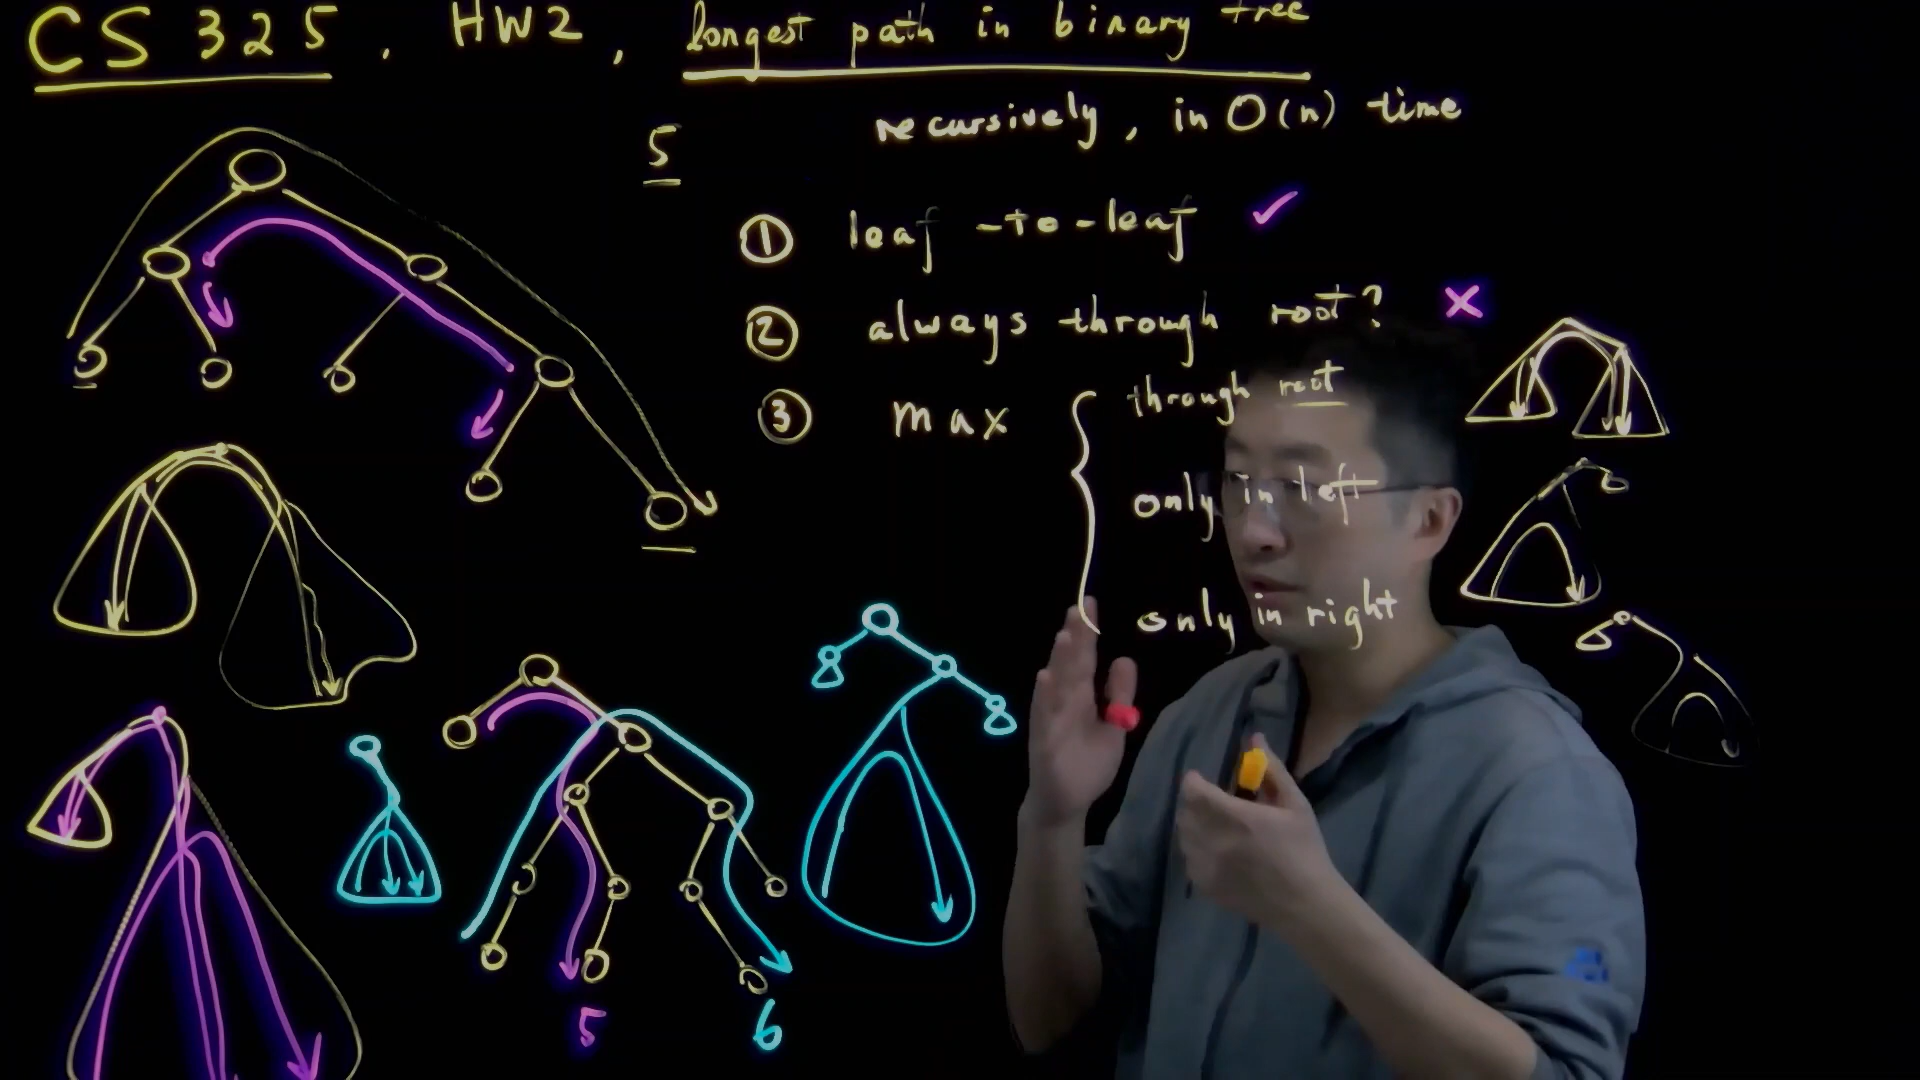 CS 325 . HW2 , longest path in binary tree
recursively , in O(n) time
5
① leaf -to- leaf ✓
② always through root? ✗
③ max { through root
only in left
only in right
5
6